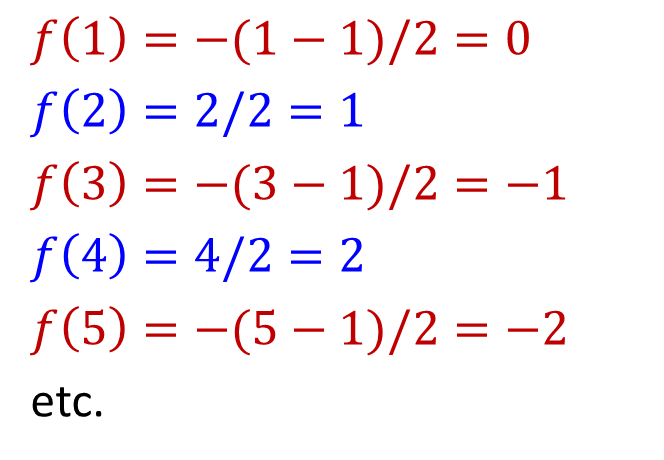 f(1) = −(1 − 1)/2 = 0
f(2) = 2/2 = 1
f(3) = −(3 − 1)/2 = −1
f(4) = 4/2 = 2
f(5) = −(5 − 1)/2 = −2
etc.